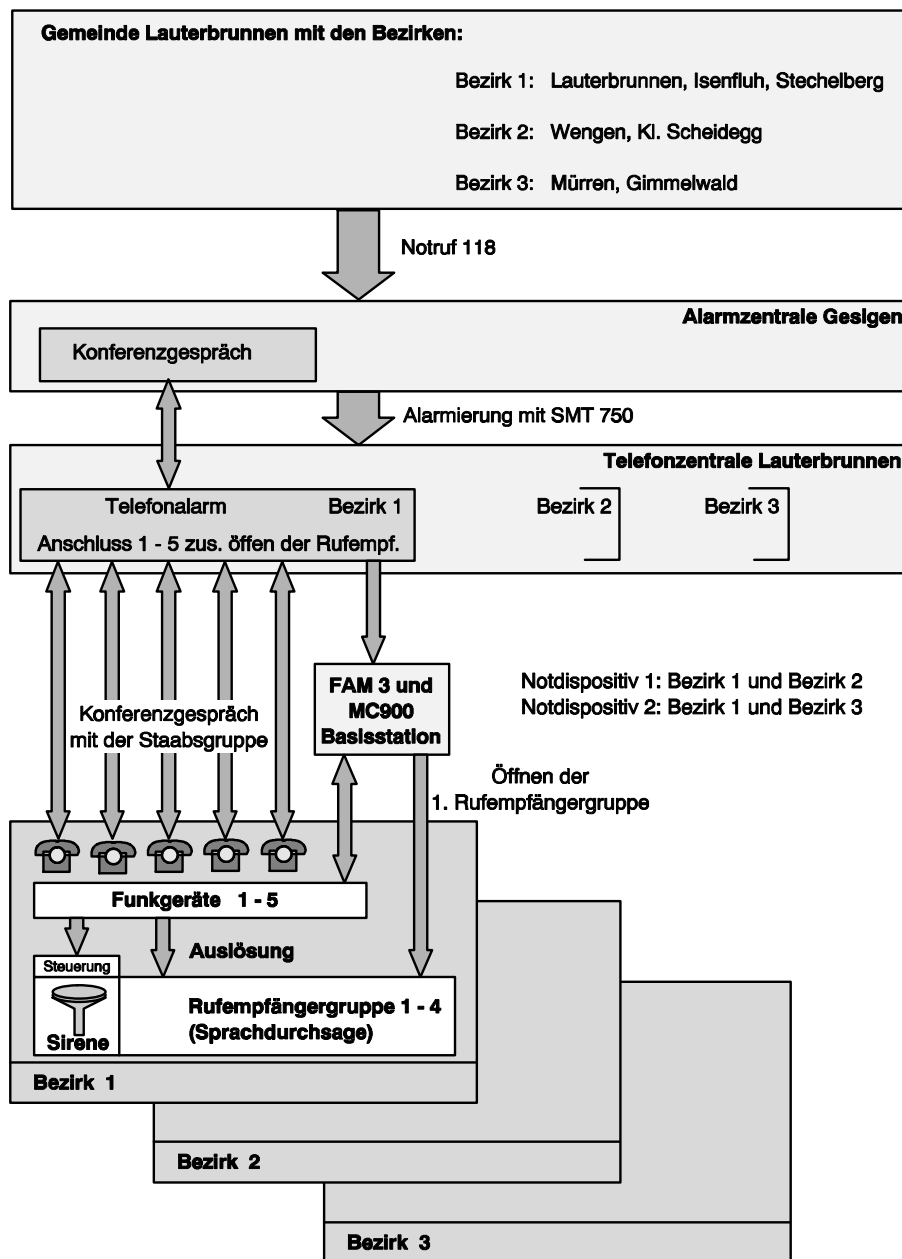 Gemeinde Lauterbrunnen mit den Bezirken:
Bezirk 1: Lauterbrunnen, Isenfluh, Stechelberg
Bezirk 2: Wengen, Kl. Scheidegg
Bezirk 3: Mürren, Gimmelwald
Notruf 118
Alarmzentrale Gesigen
Konferenzgespräch
Alarmierung mit SMT 750
Telefonzentrale Lauterbrunnen
Telefonalarm Bezirk 1
Anschluss 1 - 5 zus. öffen der Rufempf.
Bezirk 2
Bezirk 3
FAM 3 und
MC900
Basisstation
Notdispositiv 1: Bezirk 1 und Bezirk 2
Notdispositiv 2: Bezirk 1 und Bezirk 3
Konferenzgespräch
mit der Staabsgruppe
Öffnen der
1. Rufempfängergruppe
Funkgeräte 1 - 5
Auslösung
Steuerung
Sirene
Rufempfängergruppe 1 - 4
(Sprachdurchsage)
Bezirk 1
Bezirk 2
Bezirk 3